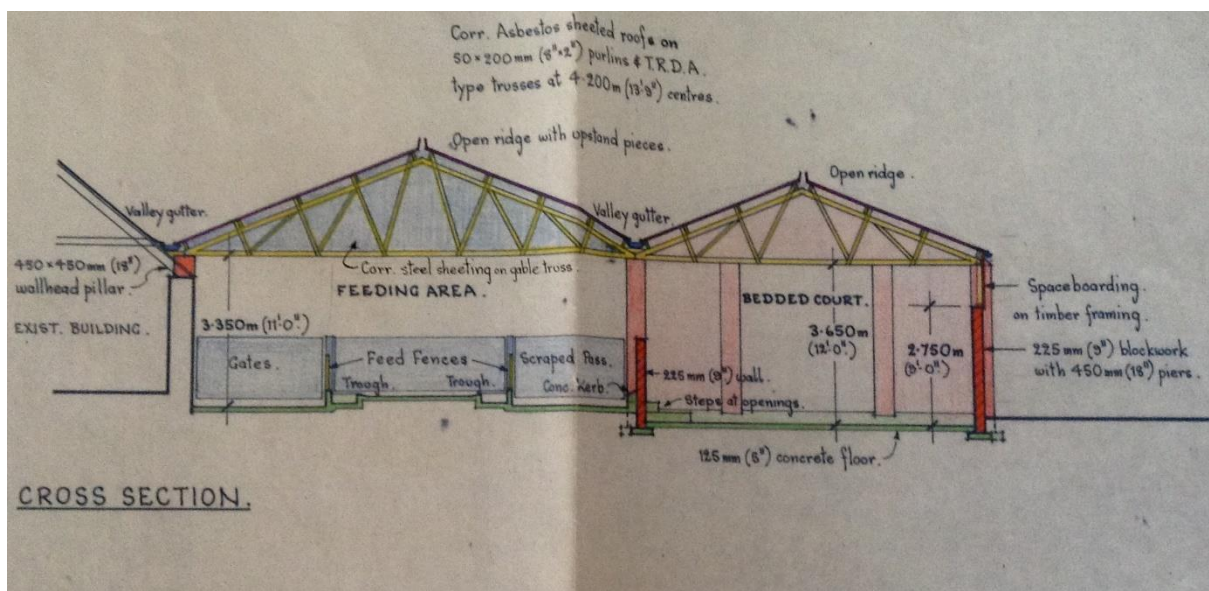 Corr. Asbestos sheeted roofs on
50×200mm (8"×2") purlins & T.R.D.A.
type trusses at 4·200m (13'9") centres.
Open ridge with upstand pieces.
Open ridge.
Valley gutter.
Valley gutter.
450×450mm (18")
wallhead pillar.
Corr. steel sheeting on gable truss.
FEEDING AREA.
BEDDED COURT.
Spaceboarding
on timber framing.
EXIST. BUILDING.
3·350m (11'0".)
3·650m
(12'·0".)
2·750m
(9'·0")
225mm (9") blockwork
with 450mm (18") piers.
Gates.
Feed Fences
Scraped Pass.
Trough.
Trough.
Conc. Kerb.
225mm (9") wall.
Steps at openings.
125mm (5") concrete floor.
CROSS SECTION.